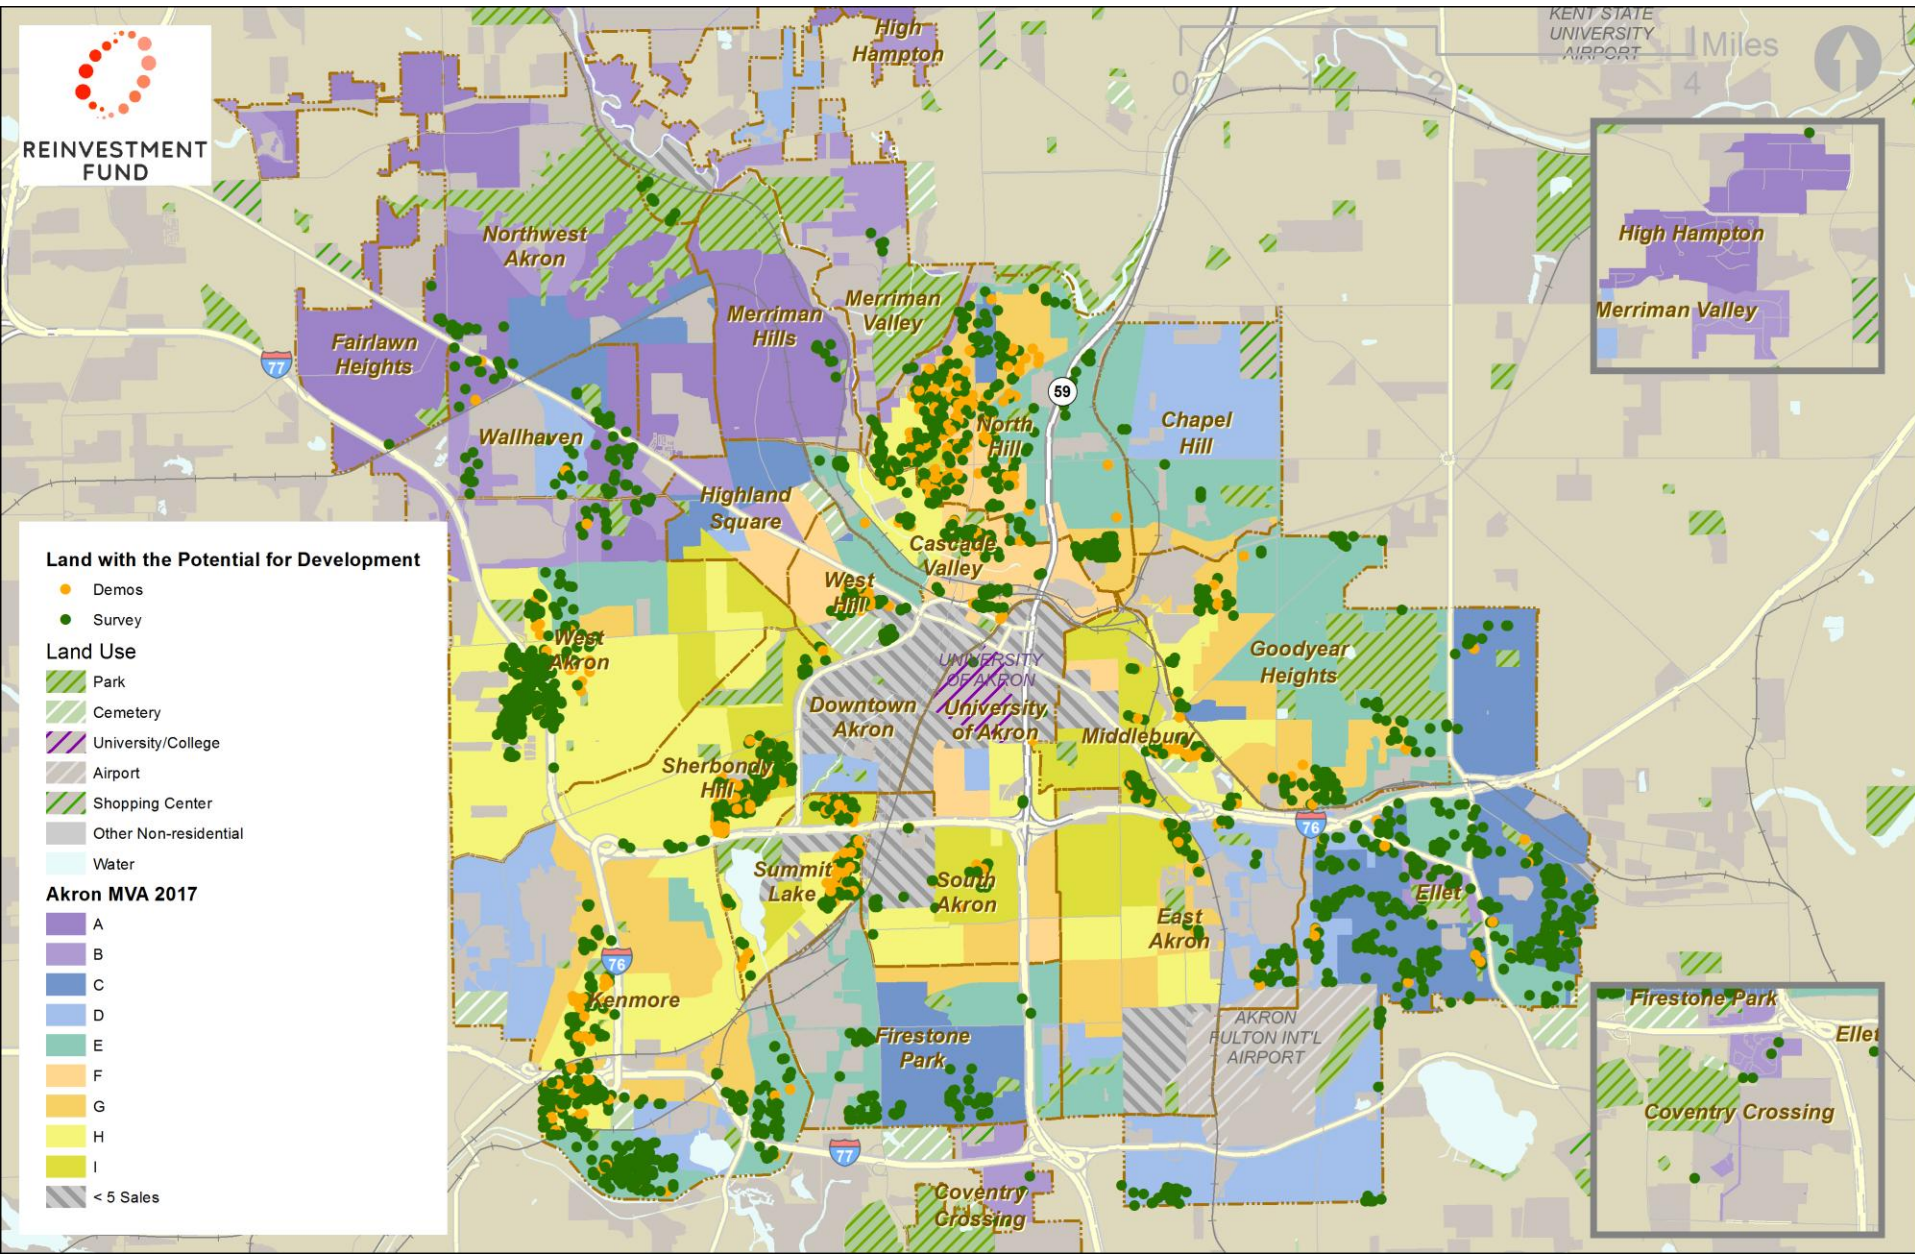 REINVESTMENT
FUND
High
Hampton
KENT STATE
UNIVERSITY
AIRPORT
Miles
0 1 2 4
Northwest
Akron
Merriman
Hills
Merriman
Valley
Fairlawn
Heights
77
59
Wallhaven
North
Hill
Chapel
Hill
Highland
Square
Cascade
Valley
West
Hill
West
Akron
Goodyear
Heights
UNIVERSITY
OF AKRON
Downtown
Akron
University
of Akron
Middlebury
Sherbondy
Hill
76
Summit
Lake
South
Akron
Ellet
East
Akron
76
Kenmore
Firestone
Park
AKRON
FULTON INT'L
AIRPORT
77
Coventry
Crossing
High Hampton
Merriman Valley
Firestone Park
Ellet
Coventry Crossing
Land with the Potential for Development
Demos
Survey
Land Use
Park
Cemetery
University/College
Airport
Shopping Center
Other Non-residential
Water
Akron MVA 2017
A
B
C
D
E
F
G
H
I
< 5 Sales